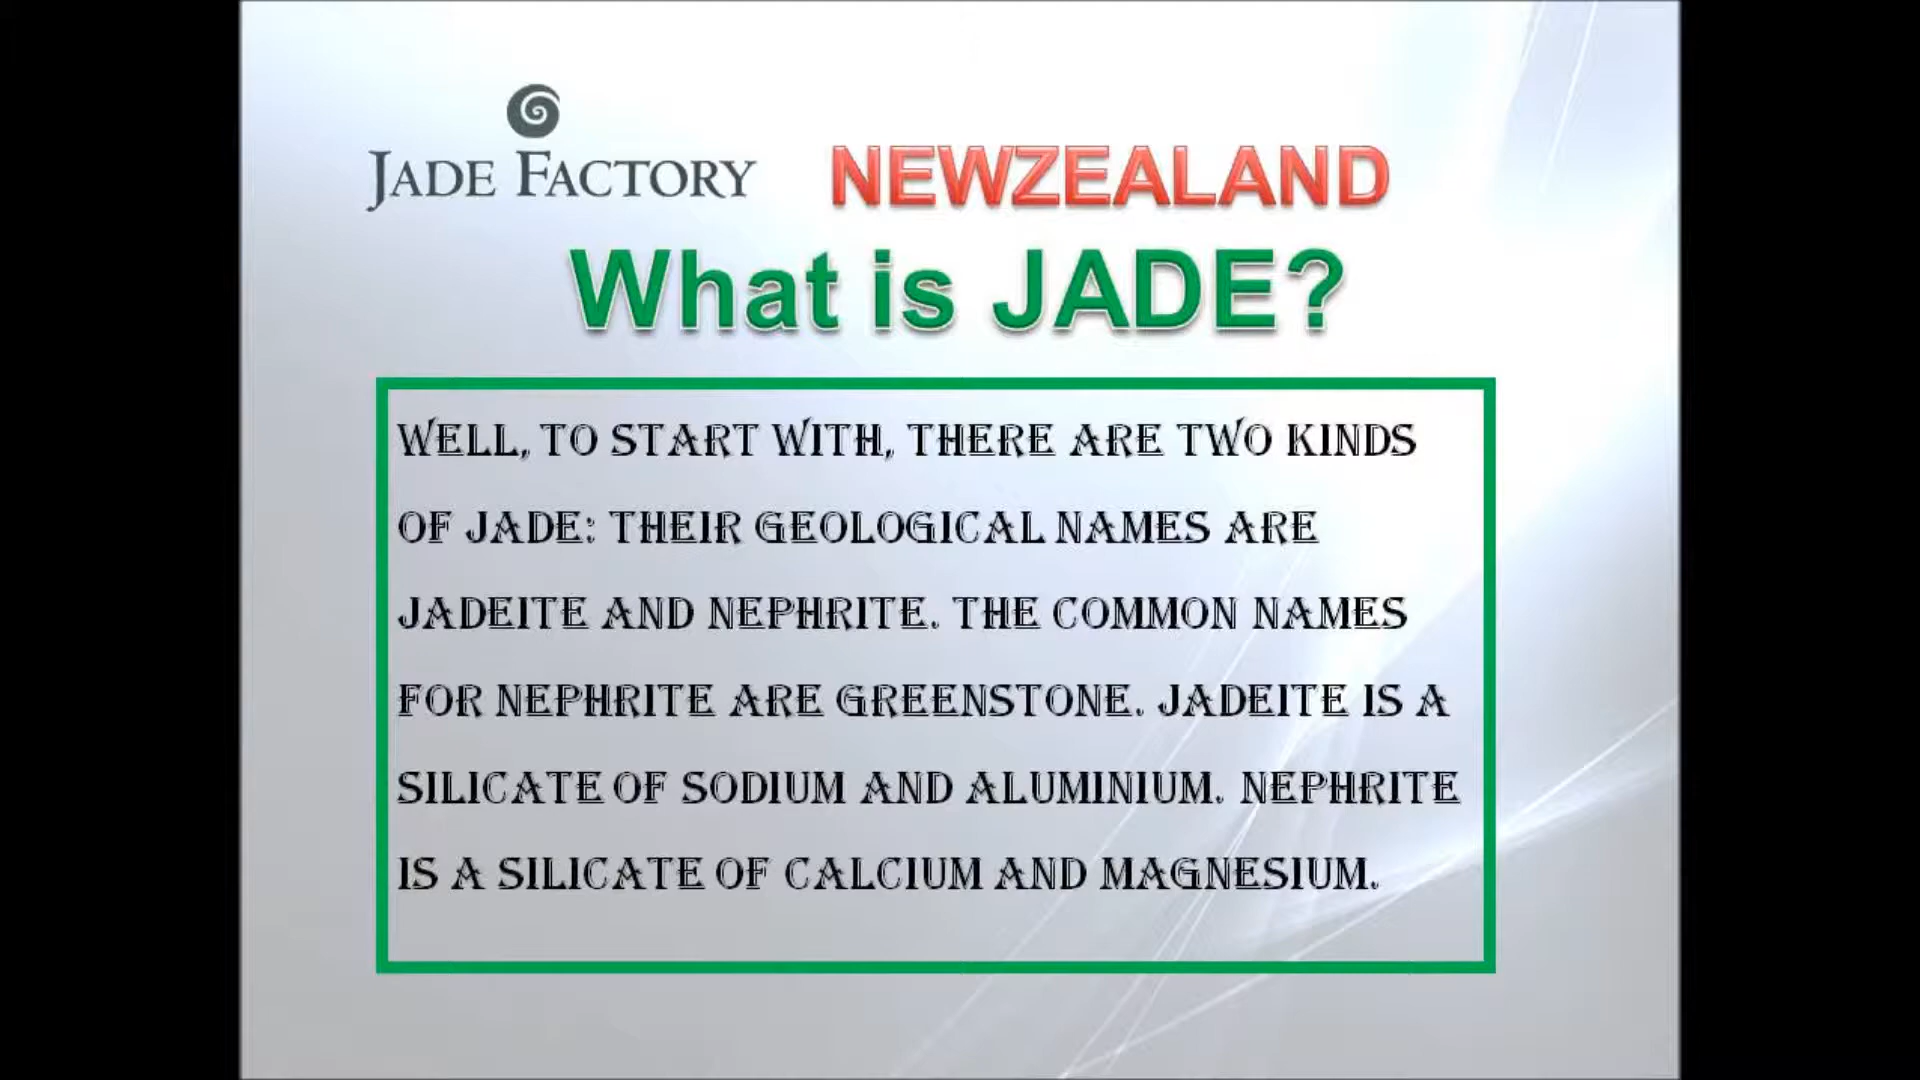 JADE FACTORY NEWZEALAND
What is JADE?
WELL, TO START WITH, THERE ARE TWO KINDS
OF JADE: THEIR GEOLOGICAL NAMES ARE
JADEITE AND NEPHRITE. THE COMMON NAMES
FOR NEPHRITE ARE GREENSTONE. JADEITE IS A
SILICATE OF SODIUM AND ALUMINIUM. NEPHRITE
IS A SILICATE OF CALCIUM AND MAGNESIUM.